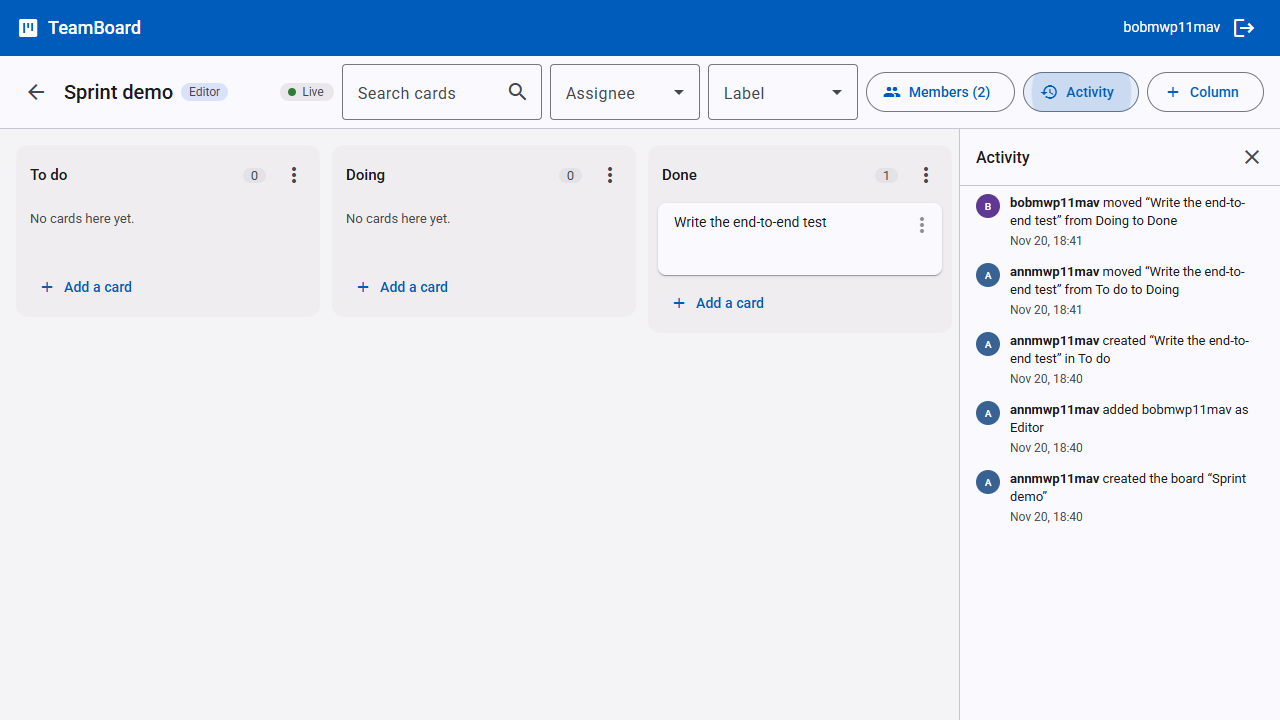 TeamBoard
bobmwp11mav
Sprint demo
Editor
Live
Search cards
Assignee
Label
Members (2)
Activity
Column
To do
0
No cards here yet.
Add a card
Doing
0
No cards here yet.
Add a card
Done
1
Write the end-to-end test
Add a card
Activity
B
bobmwp11mav moved “Write the end-to-
end test” from Doing to Done
Nov 20, 18:41
A
annmwp11mav moved “Write the end-to-
end test” from To do to Doing
Nov 20, 18:41
A
annmwp11mav created “Write the end-to-
end test” in To do
Nov 20, 18:40
A
annmwp11mav added bobmwp11mav as
Editor
Nov 20, 18:40
A
annmwp11mav created the board “Sprint
demo”
Nov 20, 18:40